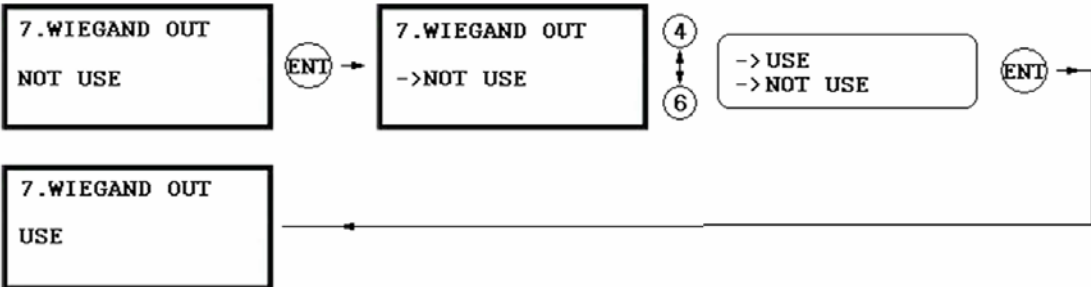 7.WIEGAND OUT
NOT USE
ENT
7.WIEGAND OUT
->NOT USE
4
6
->USE
->NOT USE
ENT
7.WIEGAND OUT
USE